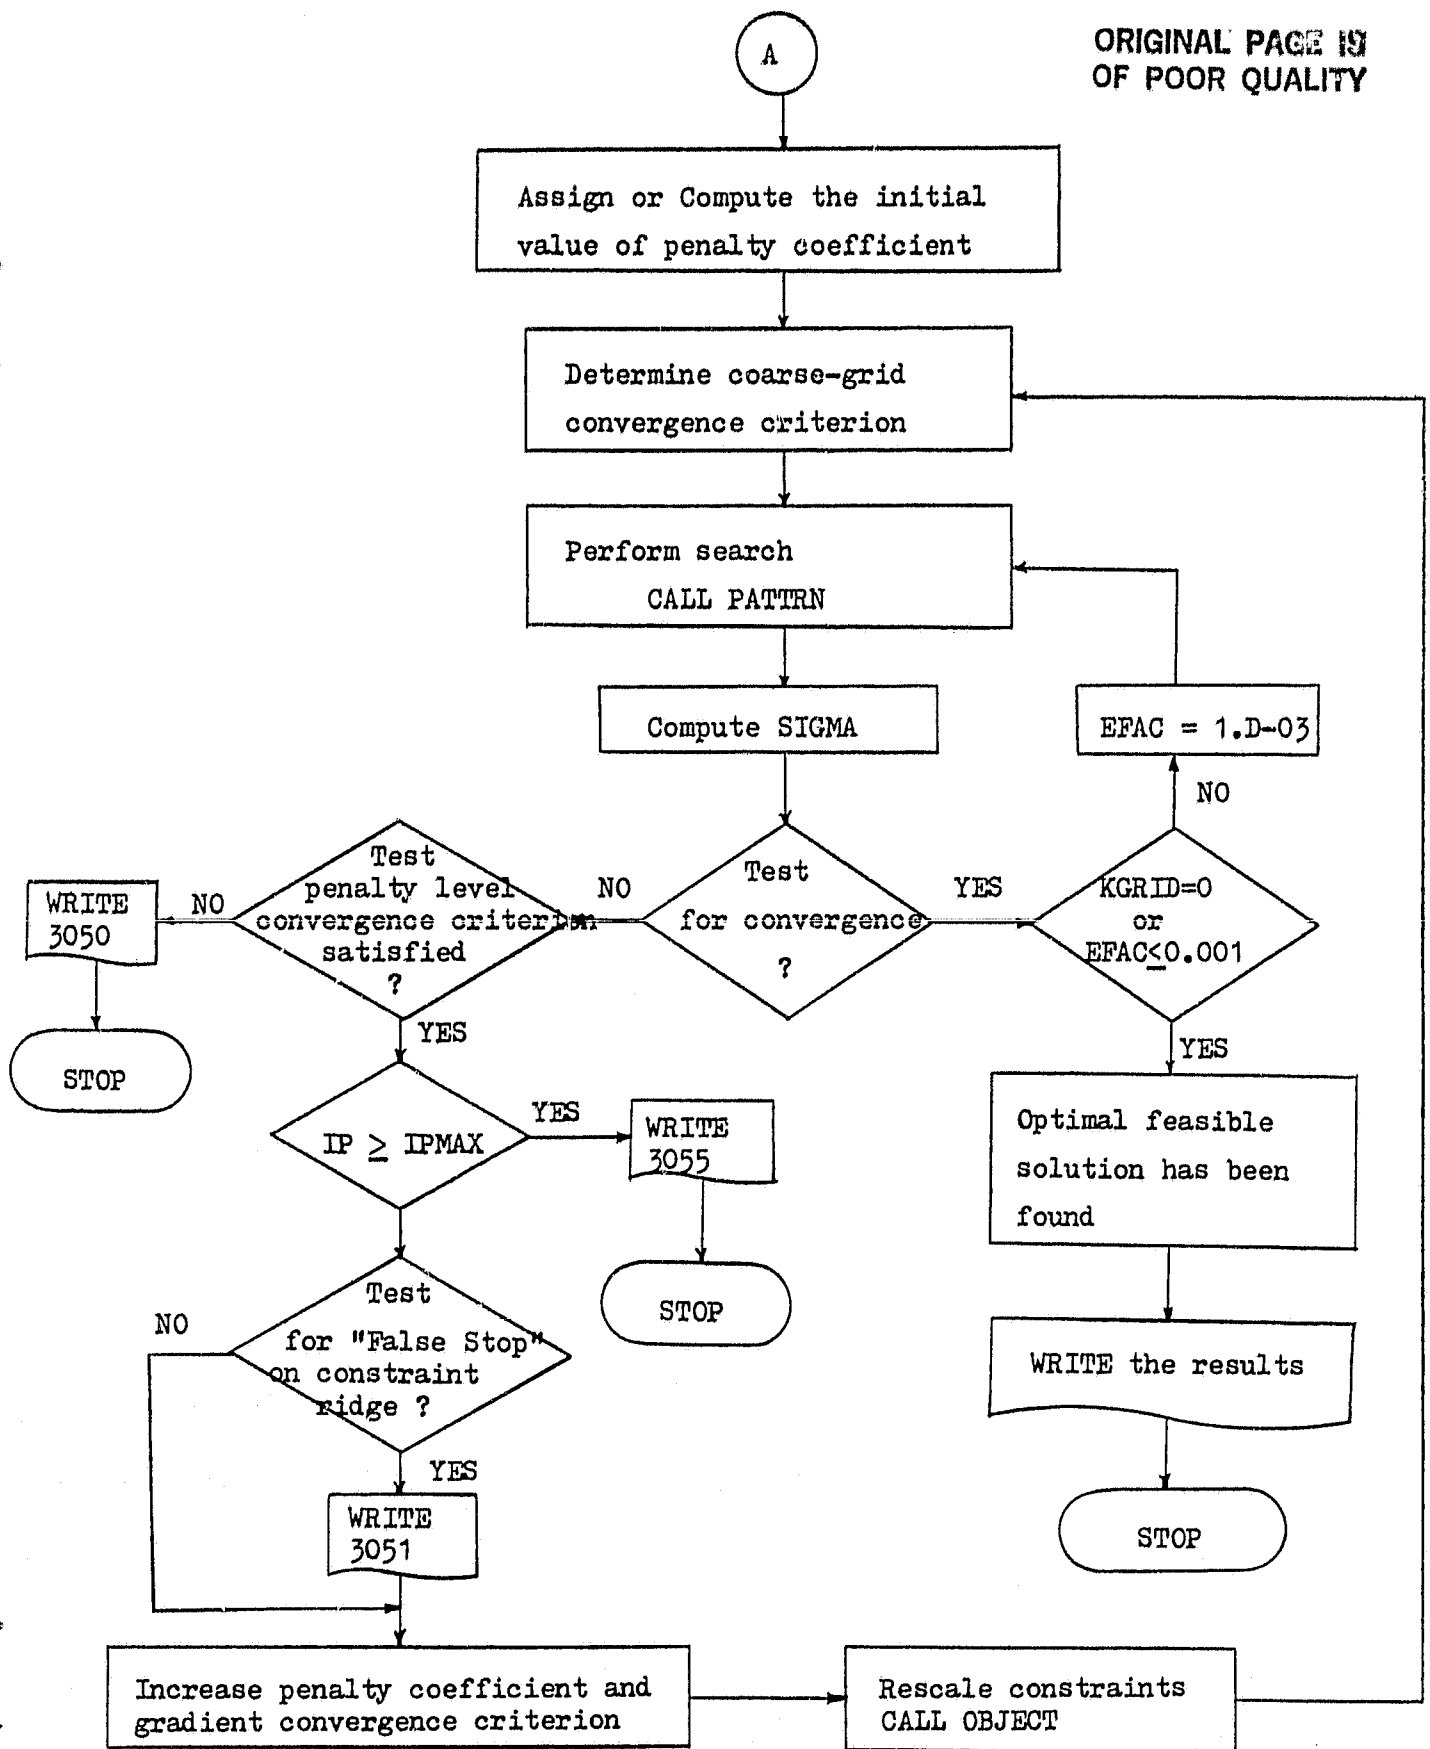 A
ORIGINAL PAGE IS
OF POOR QUALITY
Assign or Compute the initial
value of penalty coefficient
Determine coarse-grid
convergence criterion
Perform search
CALL PATTRN
Compute SIGMA
EFAC = 1.D-03
NO
Test
penalty level
convergence criterion
satisfied
?
NO
WRITE
3050
STOP
NO
Test
for convergence
?
YES
KGRID=0
or
EFAC≤0.001
YES
YES
IP ≥ IPMAX
YES
WRITE
3055
STOP
Optimal feasible
solution has been
found
WRITE the results
STOP
Test
for "False Stop"
on constraint
ridge ?
NO
YES
WRITE
3051
Increase penalty coefficient and
gradient convergence criterion
Rescale constraints
CALL OBJECT